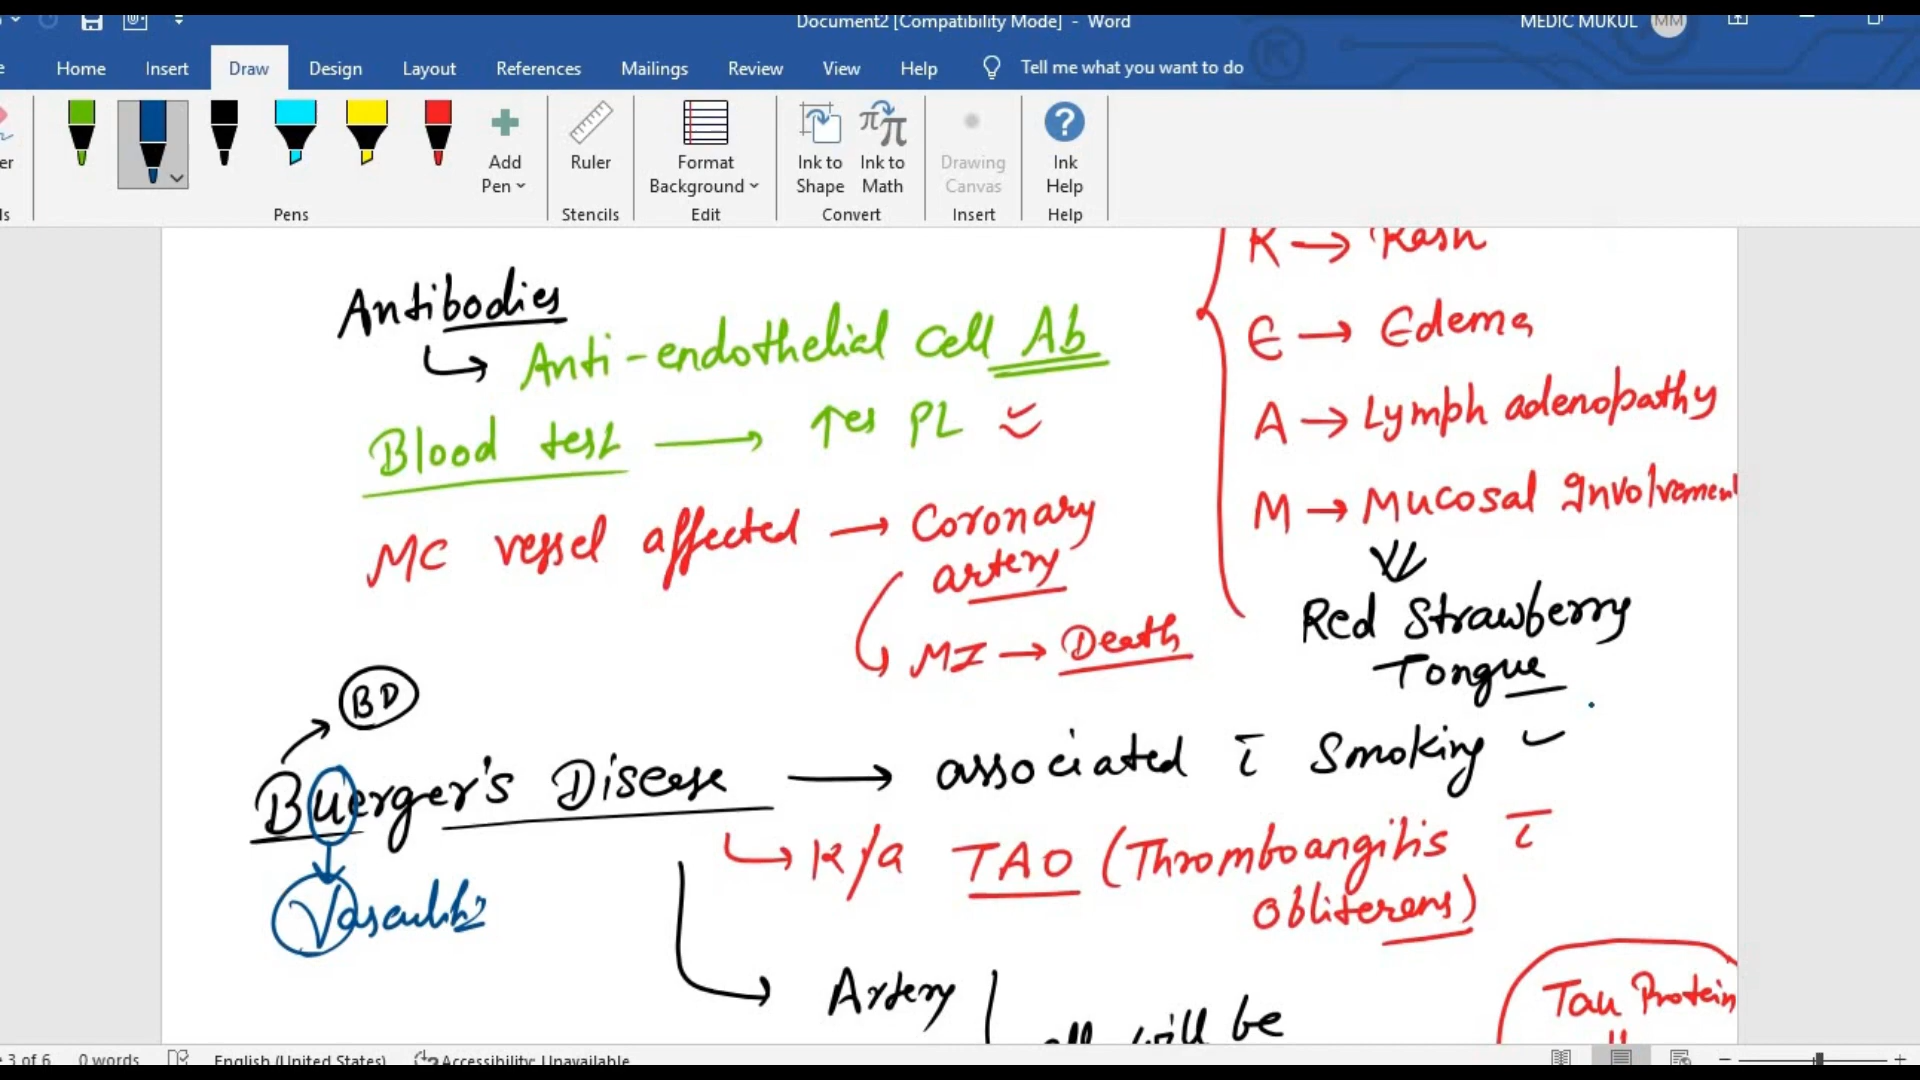 Document2 [Compatibility Mode] - Word
MEDIC MUKUL MM
Home Insert Draw Design Layout References Mailings Review View Help Tell me what you want to do
Add Pen
Ruler
Format Background
Ink to Shape
Ink to Math
Drawing Canvas
Ink Help
Pens Stencils Edit Convert Insert Help
Antibodies
↳ Anti-endothelial cell Ab
Blood test → ↑es PL
MC vessel affected → Coronary
artery
↳ MI → Death
R → Rash
E → Edema
A → Lymph adenopathy
M → Mucosal Involvement
Red Strawberry
Tongue
BD
Buerger's Disease → associated c̄ Smoking
Vasculitis
↳ K/a TAO (Thromboangitis c̄
obliterans)
↳ Artery
all will be
Tau Protein
3 of 6 0 words English (United States) Accessibility: Unavailable